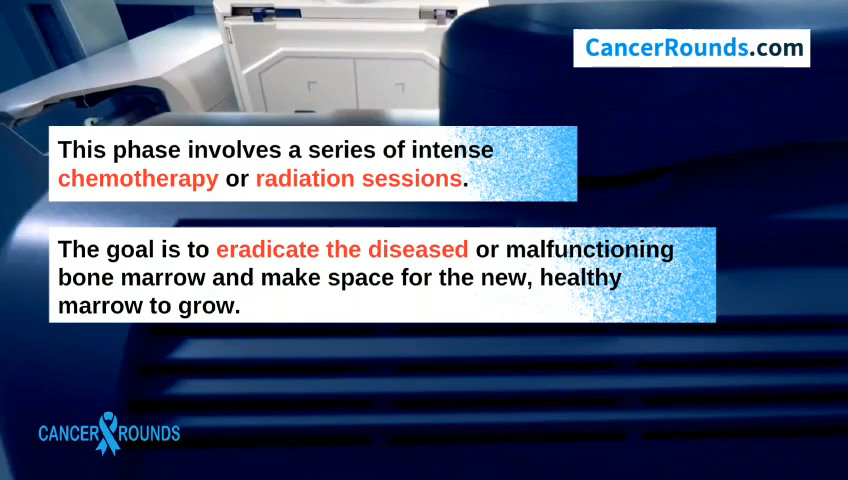 CancerRounds.com
This phase involves a series of intense
chemotherapy or radiation sessions.
The goal is to eradicate the diseased or malfunctioning
bone marrow and make space for the new, healthy
marrow to grow.
CANCER ROUNDS